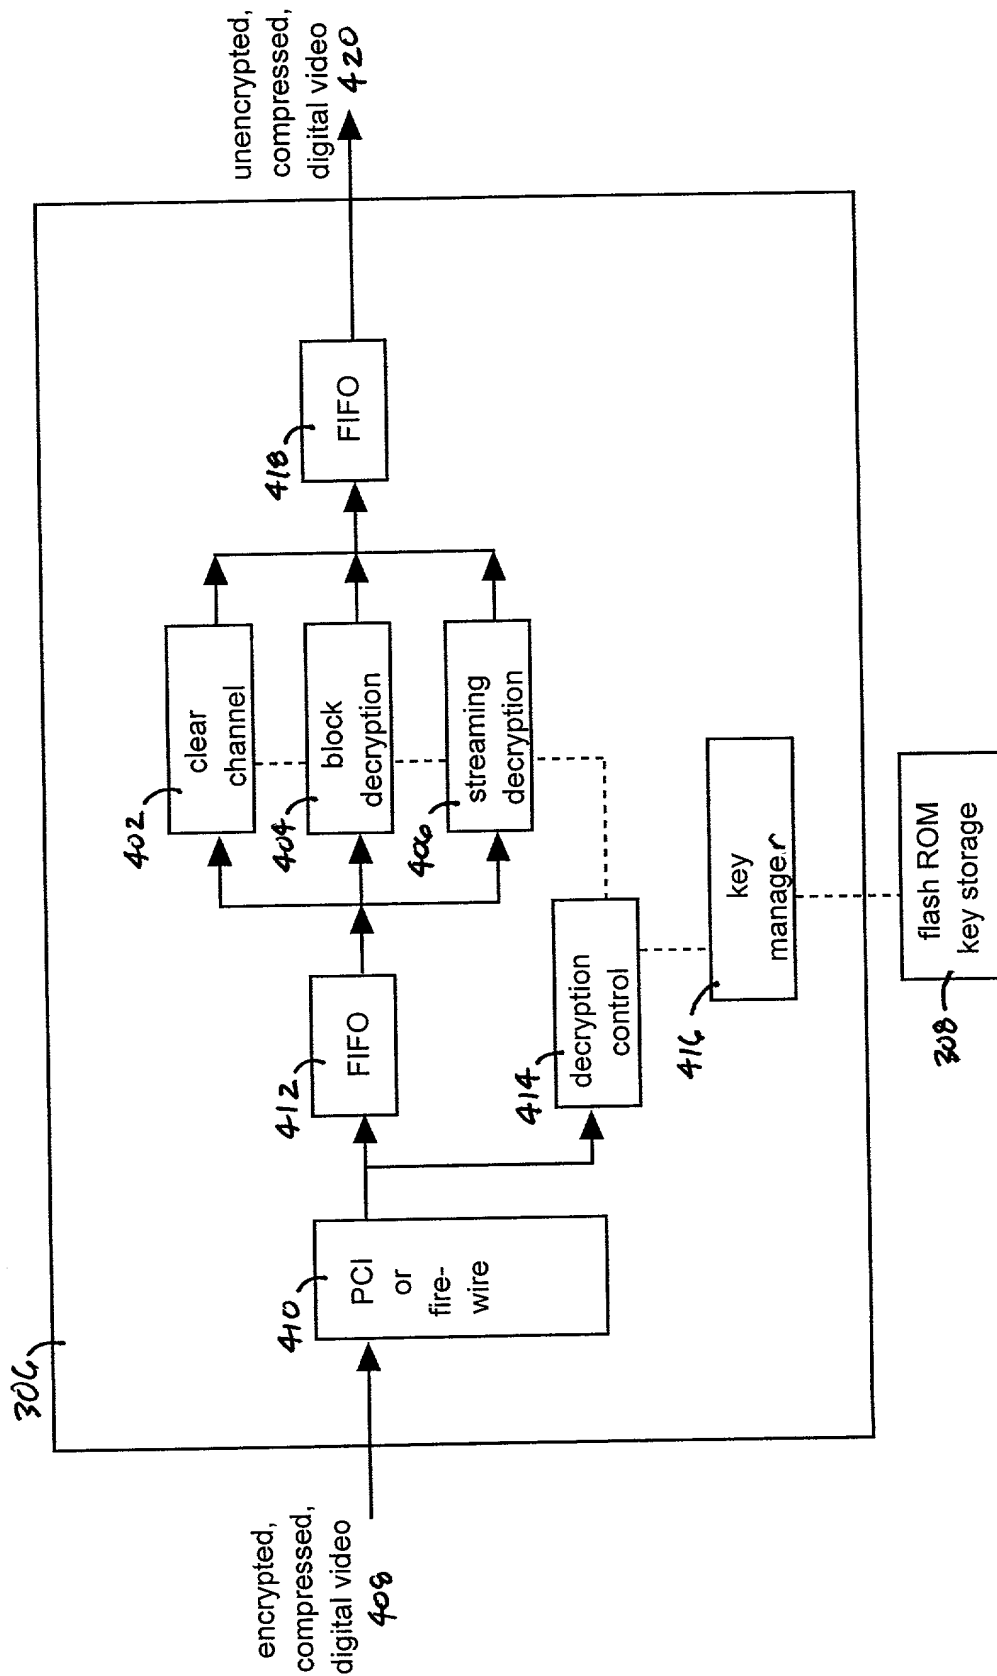 306
encrypted,
compressed,
digital video
408
410
PCI
or
fire-
wire
412
FIFO
414
decryption
control
402
clear
channel
404
block
decryption
406
streaming
decryption
416
key
manager
308
flash ROM
key storage
418
FIFO
unencrypted,
compressed,
digital video
420